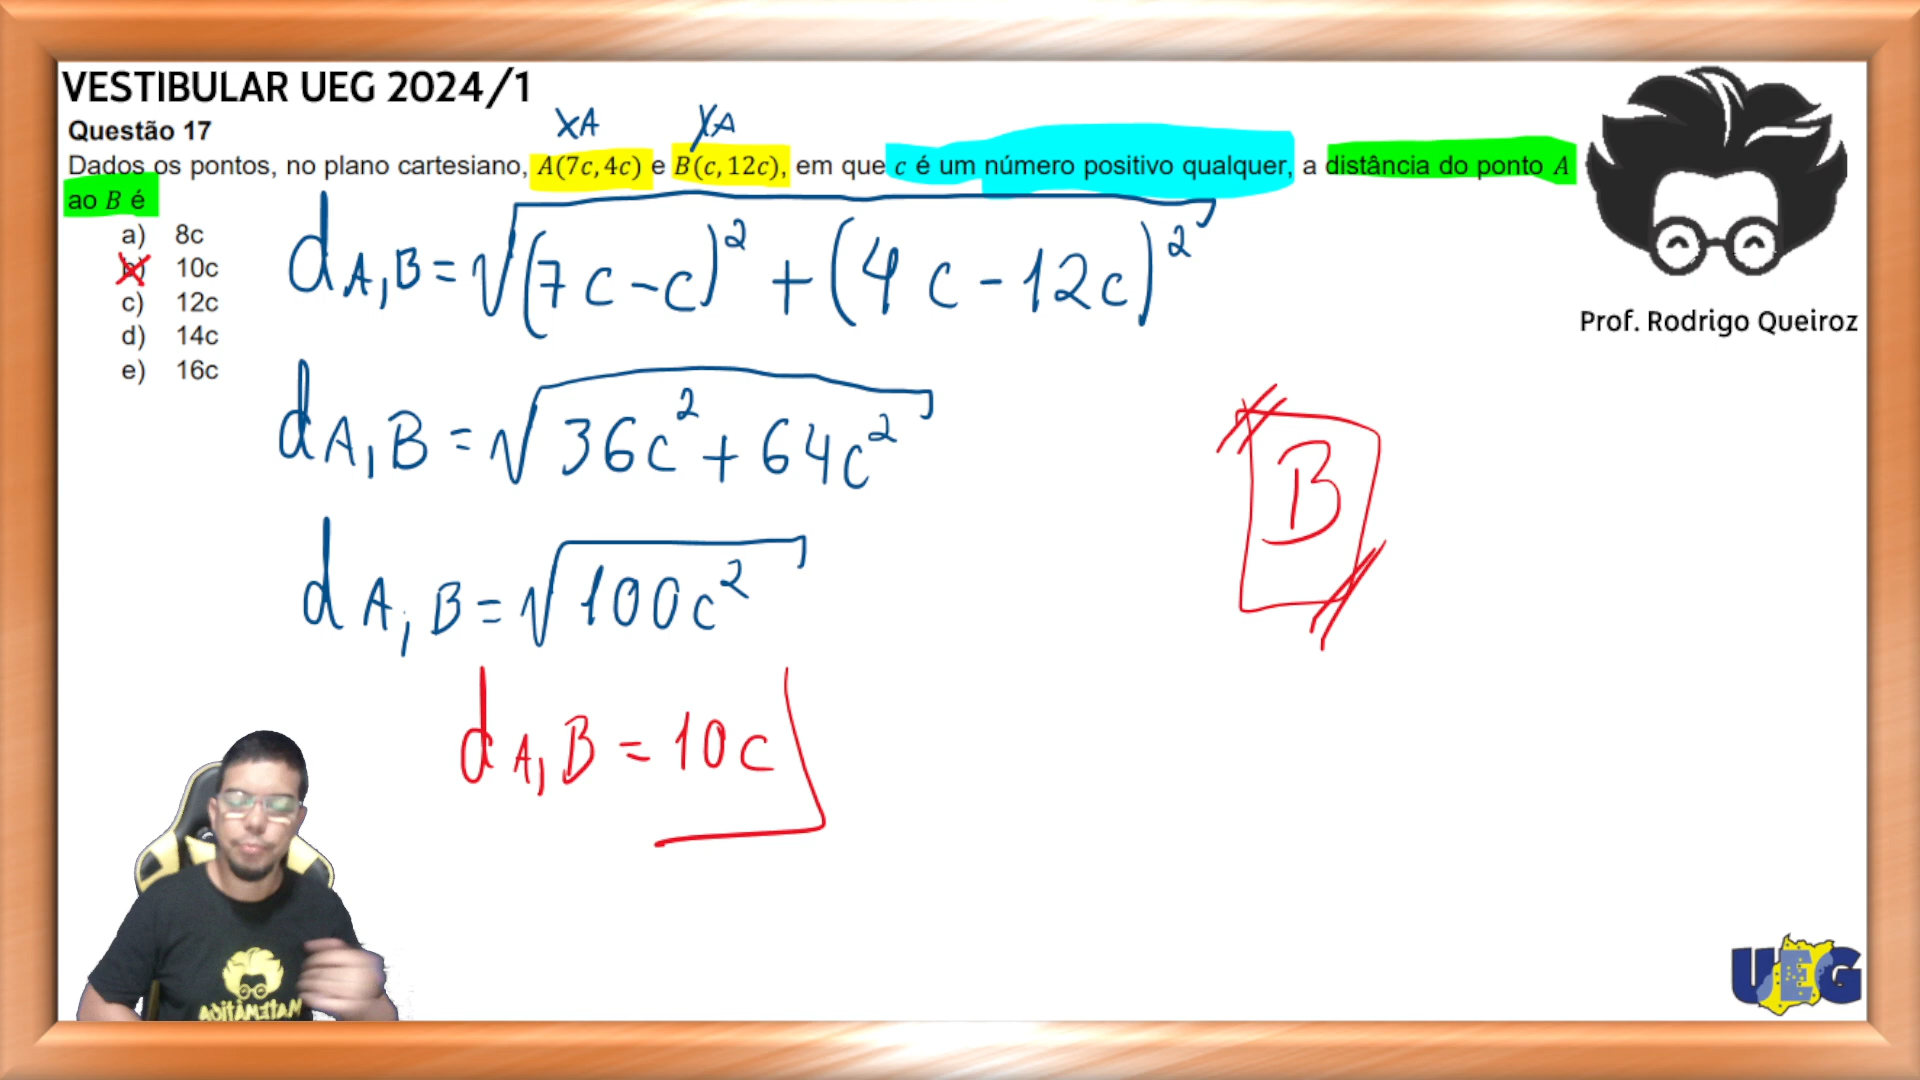 VESTIBULAR UEG 2024/1
Questão 17
XA YA
Dados os pontos, no plano cartesiano, A(7c, 4c) e B(c, 12c), em que c é um número positivo qualquer, a distância do ponto A
ao B é
a) 8c
b) 10c
c) 12c
d) 14c
e) 16c
dA,B = √(7c - c)² + (4c - 12c)²
dA,B = √36c² + 64c²
dA,B = √100c²
dA,B = 10c
B
Prof. Rodrigo Queiroz
MATEMÁTICA
UEG